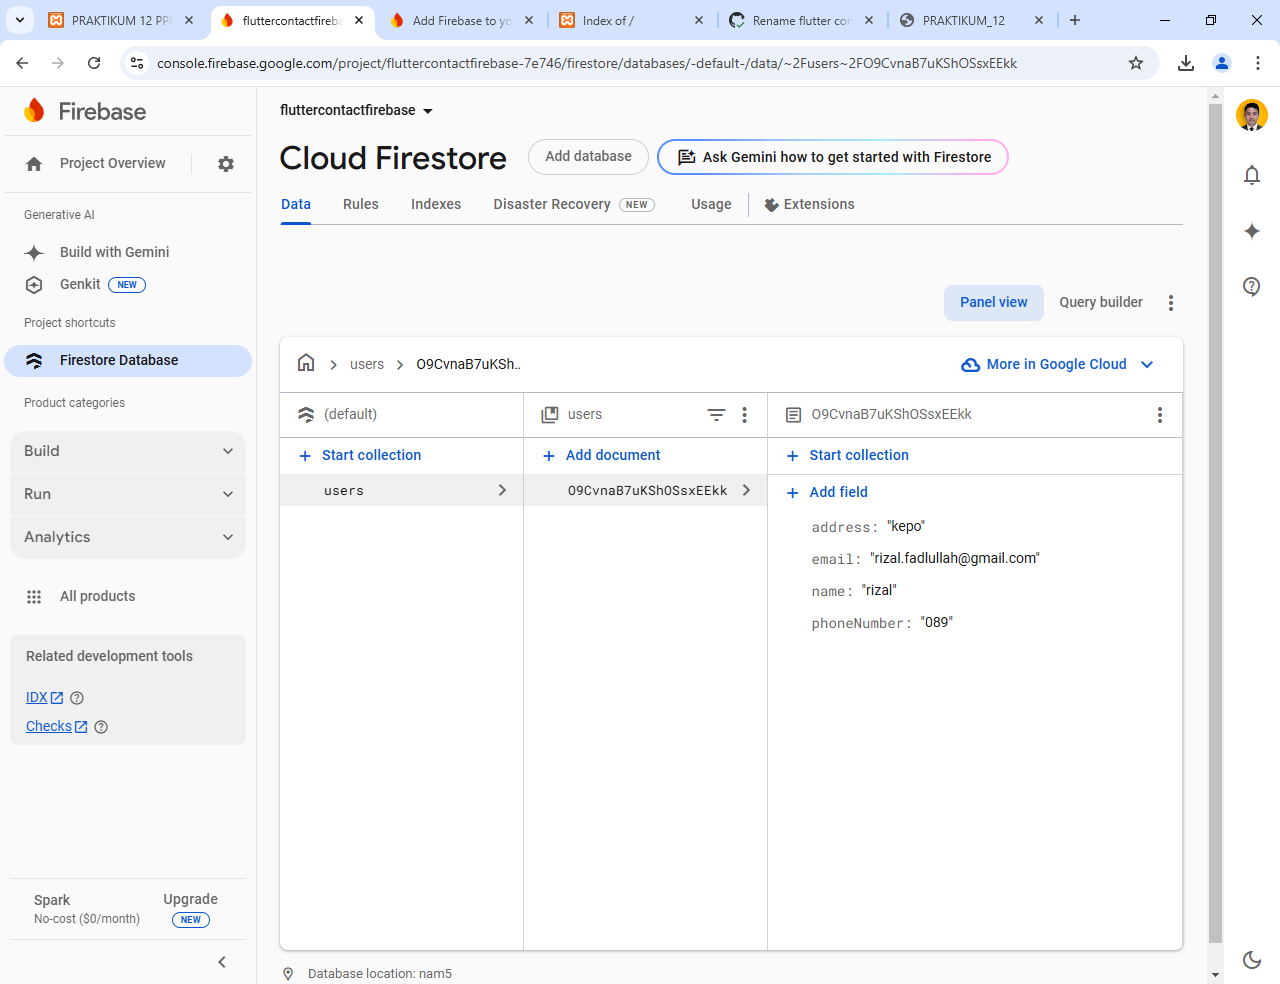 PRAKTIKUM 12 PP
fluttercontactfireba
Add Firebase to yo
Index of /
Rename flutter con
PRAKTIKUM_12
console.firebase.google.com/project/fluttercontactfirebase-7e746/firestore/databases/-default-/data/~2Fusers~2FO9CvnaB7uKShOSsxEEkk
Firebase
Project Overview
Generative AI
Build with Gemini
Genkit NEW
Project shortcuts
Firestore Database
Product categories
Build
Run
Analytics
All products
Related development tools
IDX
Checks
Spark
No-cost ($0/month)
Upgrade
NEW
fluttercontactfirebase
Cloud Firestore
Add database
Ask Gemini how to get started with Firestore
Data
Rules
Indexes
Disaster Recovery NEW
Usage
Extensions
Panel view
Query builder
users
O9CvnaB7uKSh..
More in Google Cloud
(default)
users
O9CvnaB7uKShOSsxEEkk
+ Start collection
+ Add document
+ Start collection
users
O9CvnaB7uKShOSsxEEkk
+ Add field
address: "kepo"
email: "rizal.fadlullah@gmail.com"
name: "rizal"
phoneNumber: "089"
Database location: nam5